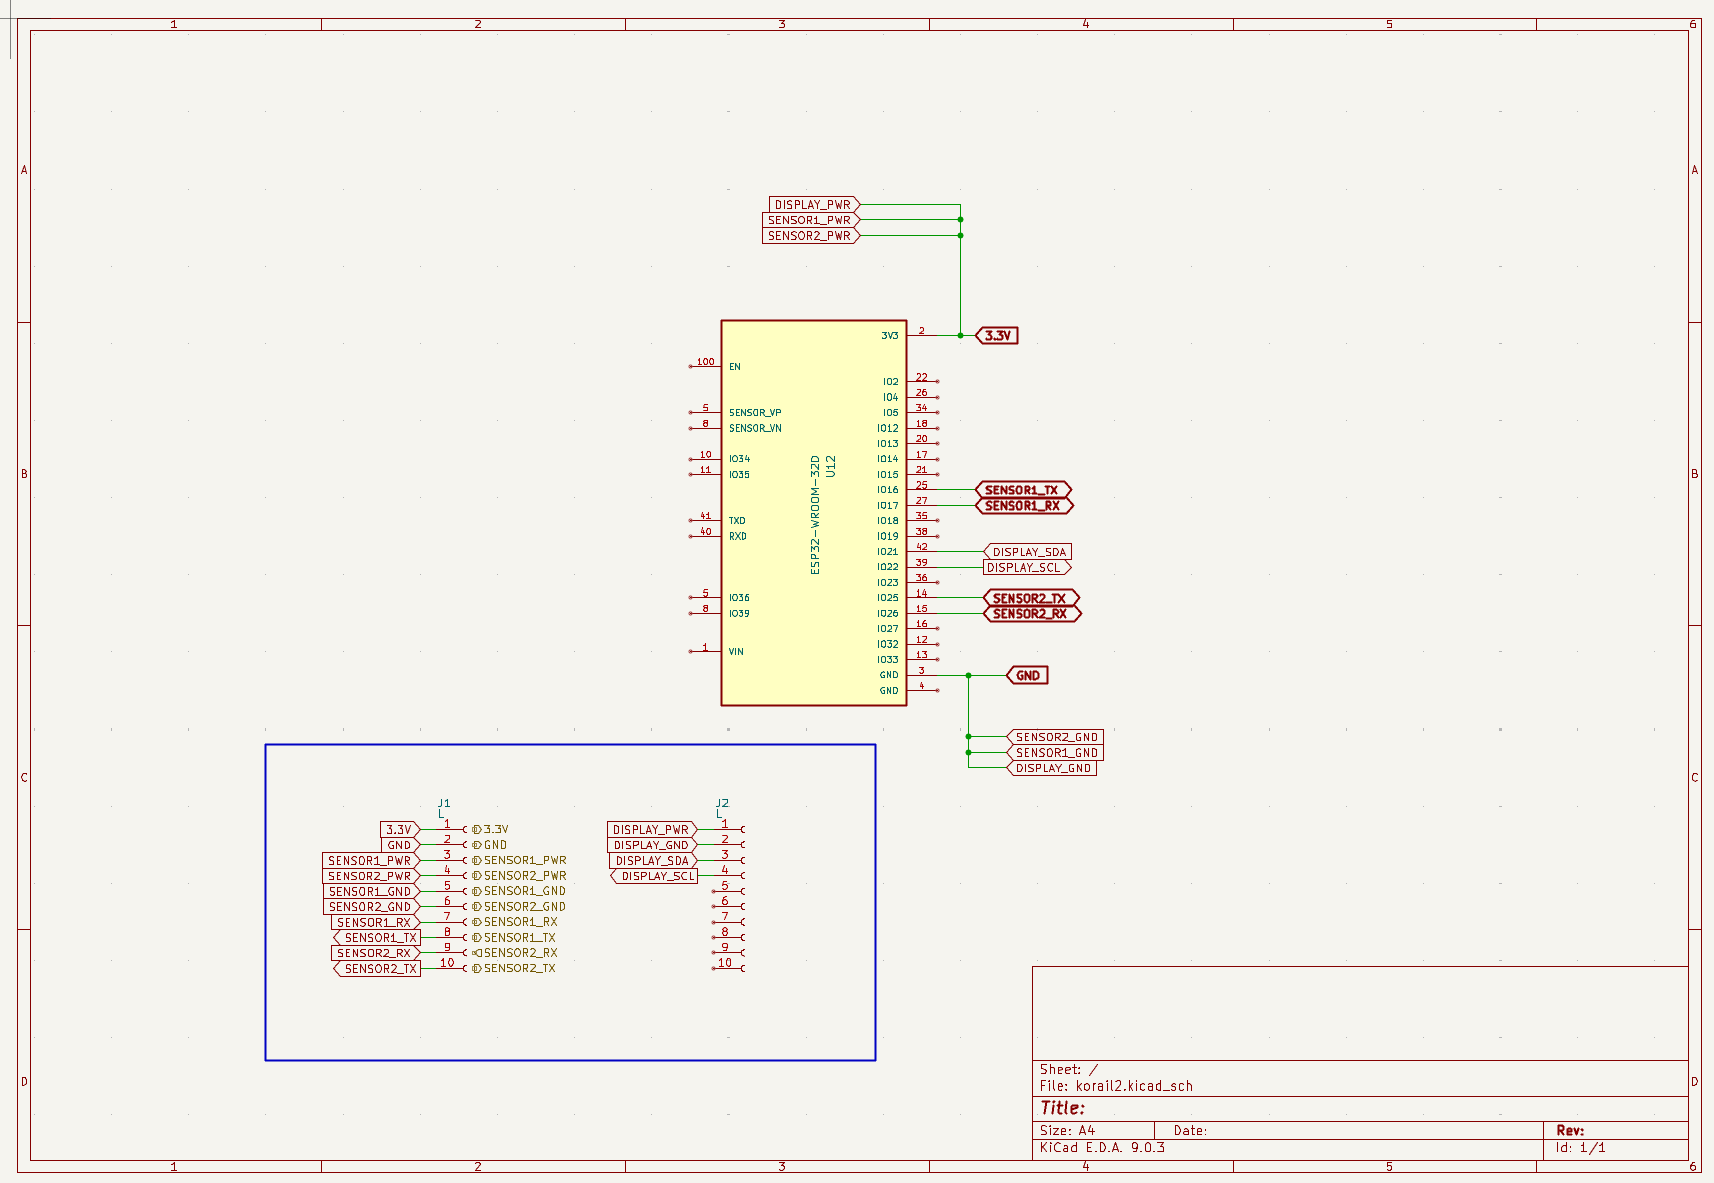 1 2 3 4 5 6
A A
DISPLAY_PWR
SENSOR1_PWR
SENSOR2_PWR
3V3 2 3.3V
100 EN
IO2 22
IO4 26
5 SENSOR_VP IO5 34
8 SENSOR_VN IO12 18
IO13 20
10 IO34 IO14 17
11 IO35 IO15 21
B B
ESP32-WROOM-32D
U12
IO16 25 SENSOR1_TX
IO17 27 SENSOR1_RX
41 TXD IO18 35
40 RXD IO19 38
IO21 42 DISPLAY_SDA
IO22 39 DISPLAY_SCL
IO23 36
5 IO36 IO25 14 SENSOR2_TX
8 IO39 IO26 15 SENSOR2_RX
IO27 16
IO32 12
1 VIN IO33 13
GND 3 GND
GND 4
SENSOR2_GND
SENSOR1_GND
DISPLAY_GND
C C
J1
L
3.3V 1 3.3V
GND 2 GND
SENSOR1_PWR 3 SENSOR1_PWR
SENSOR2_PWR 4 SENSOR2_PWR
SENSOR1_GND 5 SENSOR1_GND
SENSOR2_GND 6 SENSOR2_GND
SENSOR1_RX 7 SENSOR1_RX
SENSOR1_TX 8 SENSOR1_TX
SENSOR2_RX 9 SENSOR2_RX
SENSOR2_TX 10 SENSOR2_TX
J2
L
DISPLAY_PWR 1
DISPLAY_GND 2
DISPLAY_SDA 3
DISPLAY_SCL 4
5
6
7
8
9
10
D D
Sheet: /
File: korail2.kicad_sch
Title:
Size: A4 Date: Rev:
KiCad E.D.A. 9.0.3 Id: 1/1
1 2 3 4 5 6